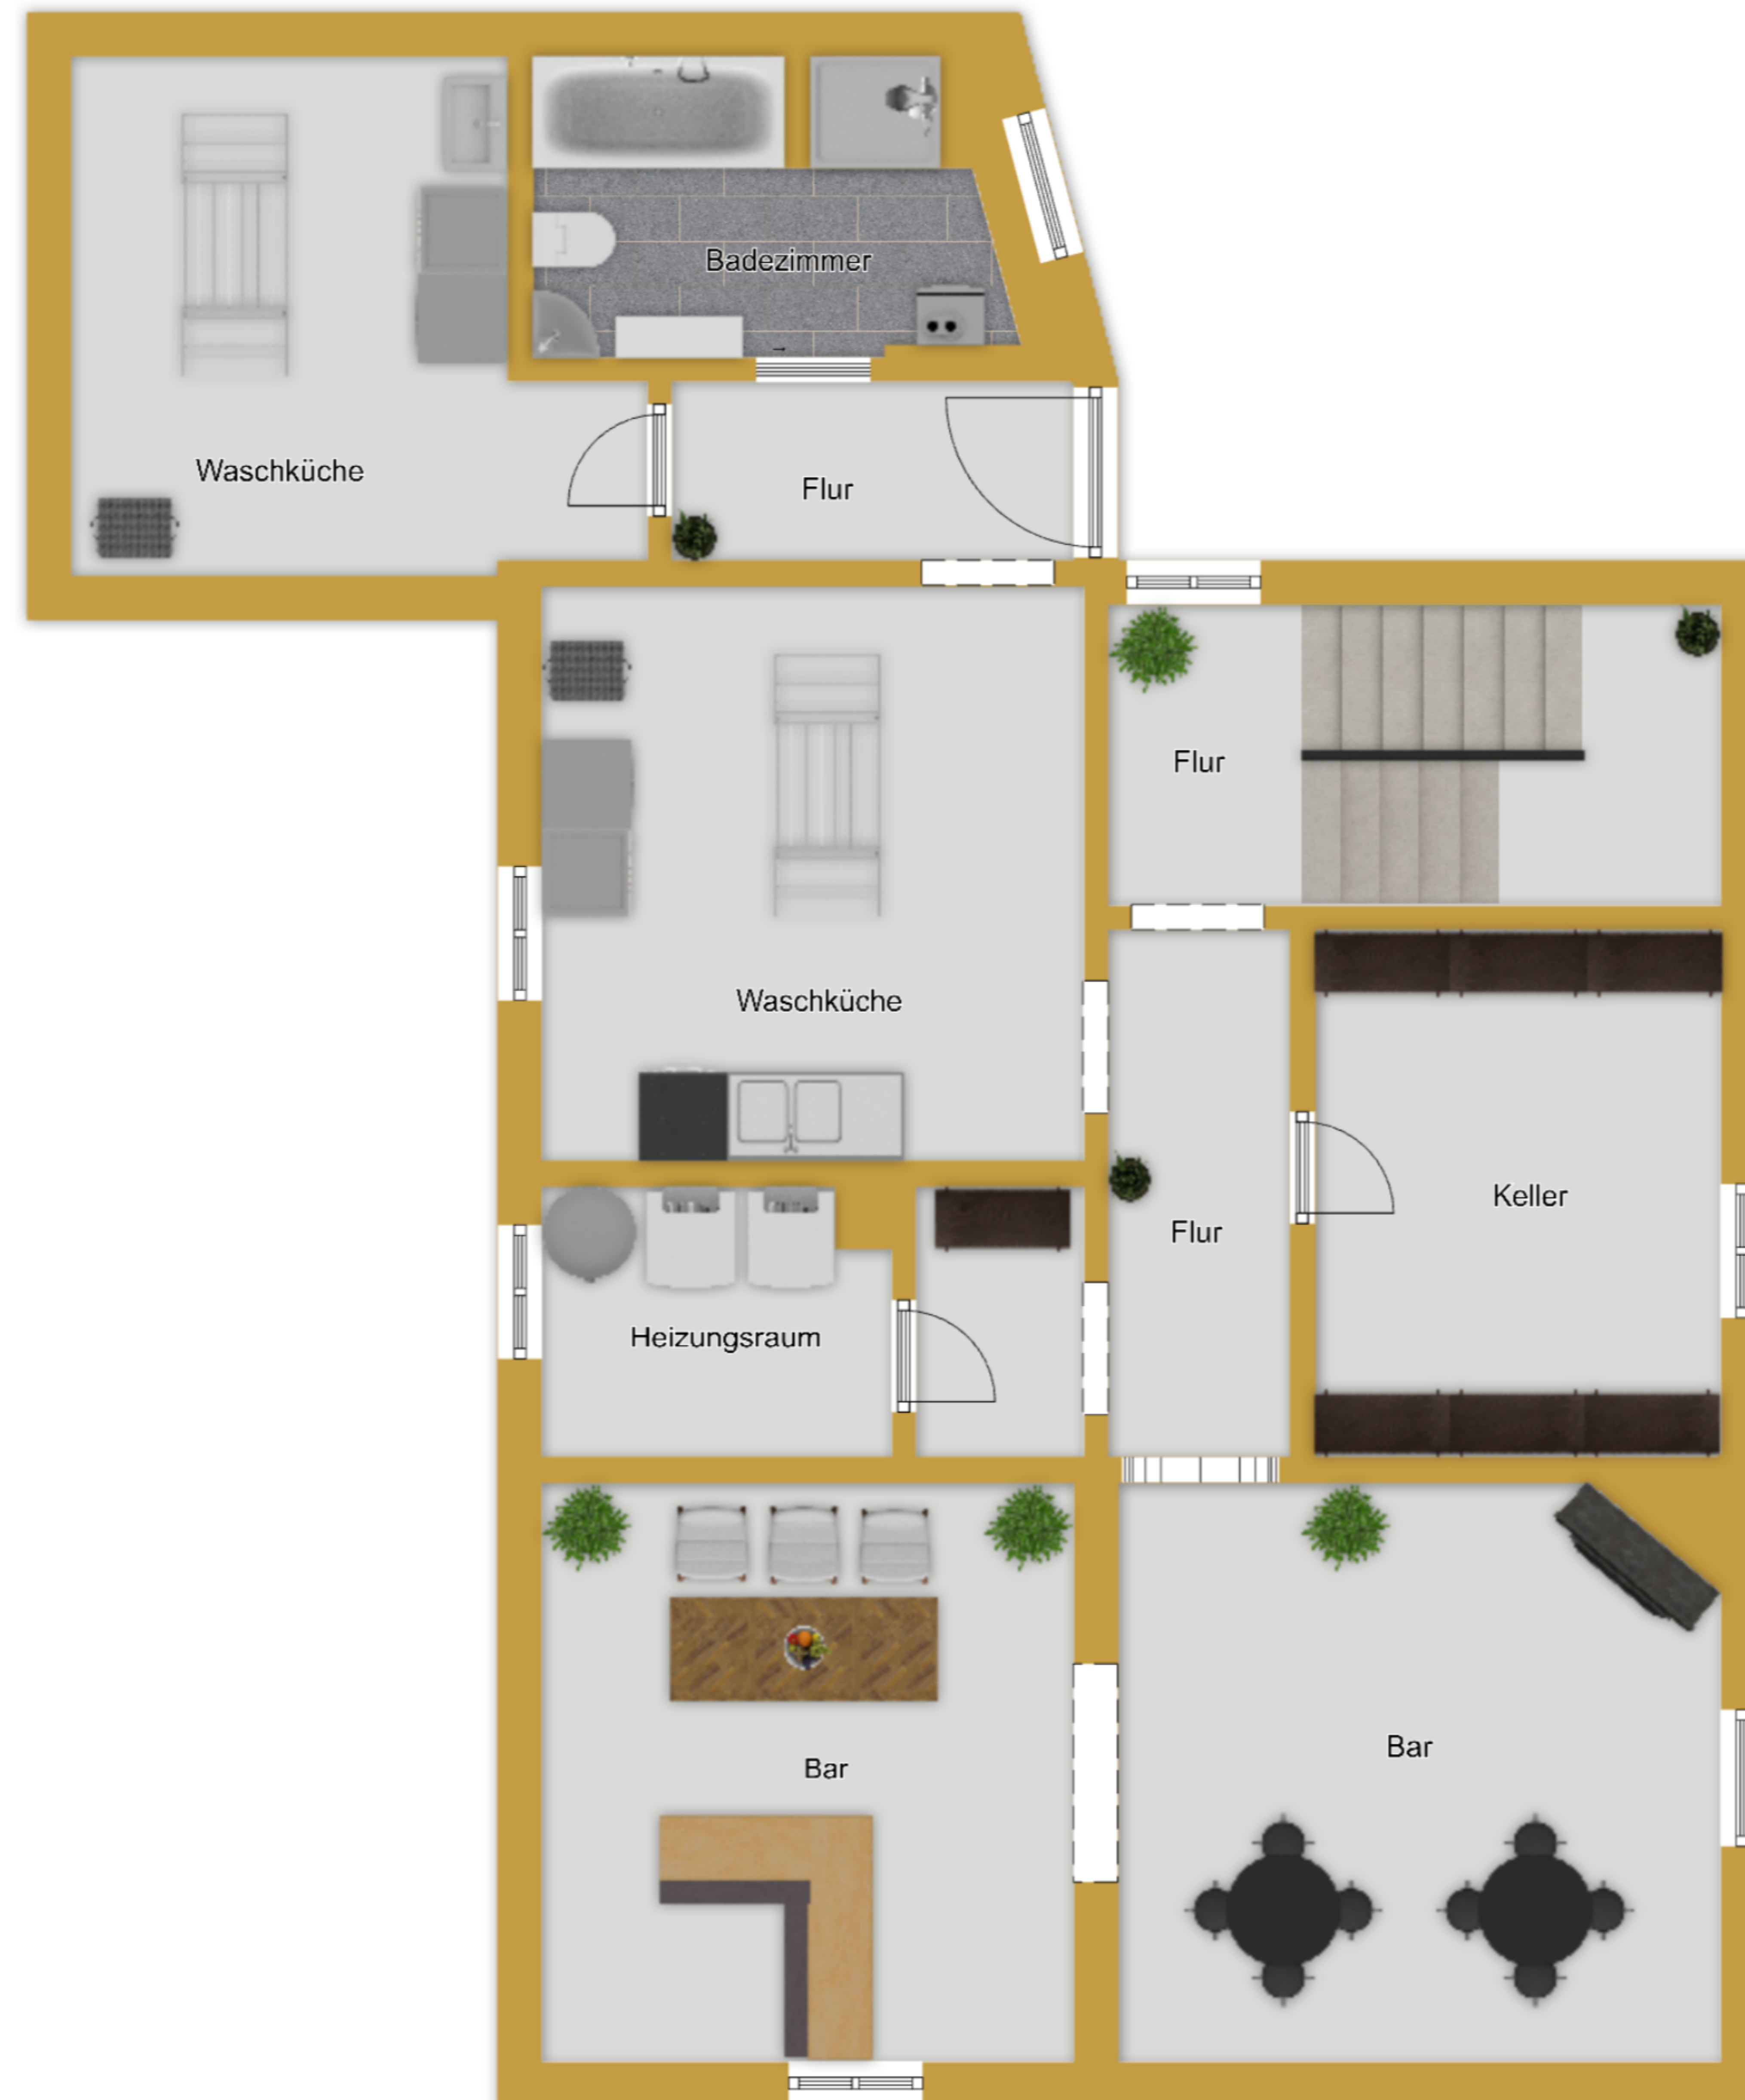 Badezimmer
Waschküche
Flur
Flur
Waschküche
Keller
Flur
Heizungsraum
Bar
Bar